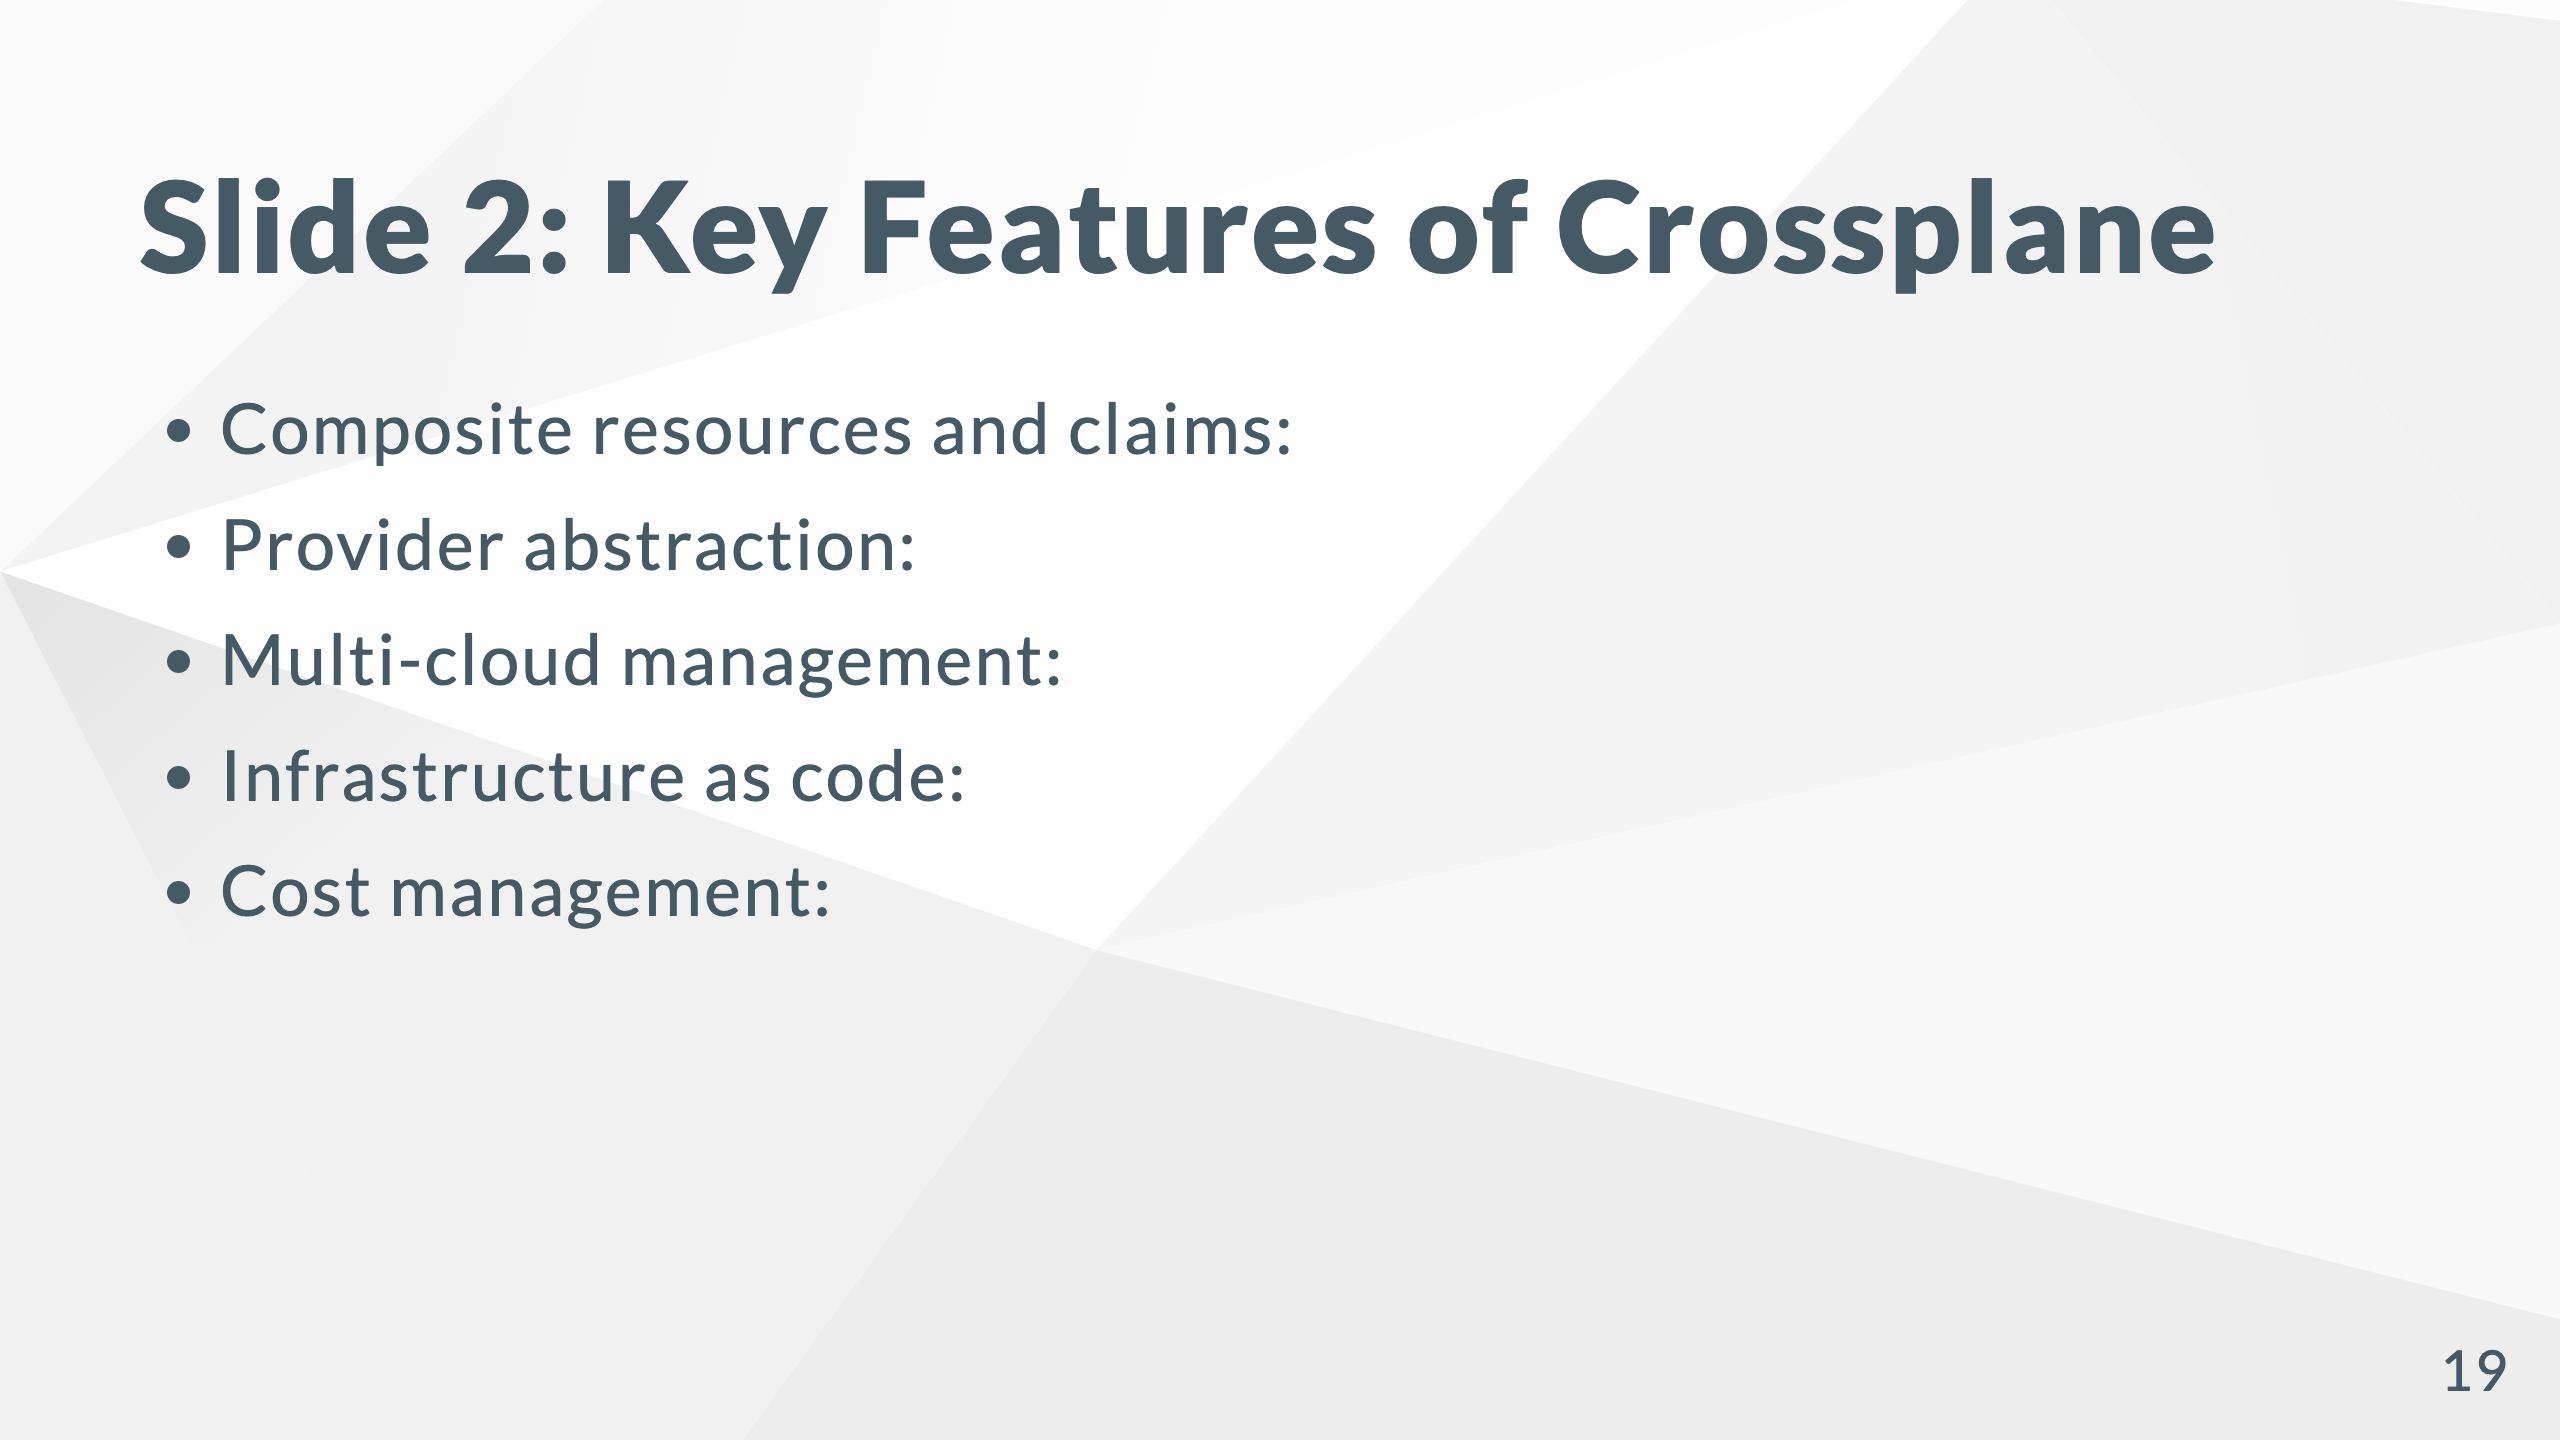 Slide 2: Key Features of Crossplane
• Composite resources and claims:
• Provider abstraction:
• Multi-cloud management:
• Infrastructure as code:
• Cost management:
19